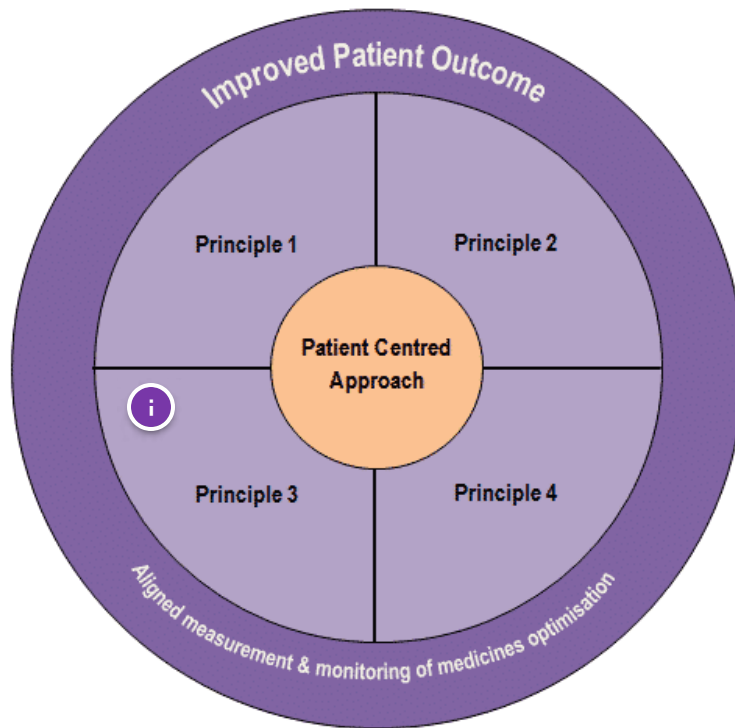 Improved Patient Outcome
Principle 1
Principle 2
Patient Centred
Approach
i
Principle 3
Principle 4
Aligned measurement & monitoring of medicines optimisation